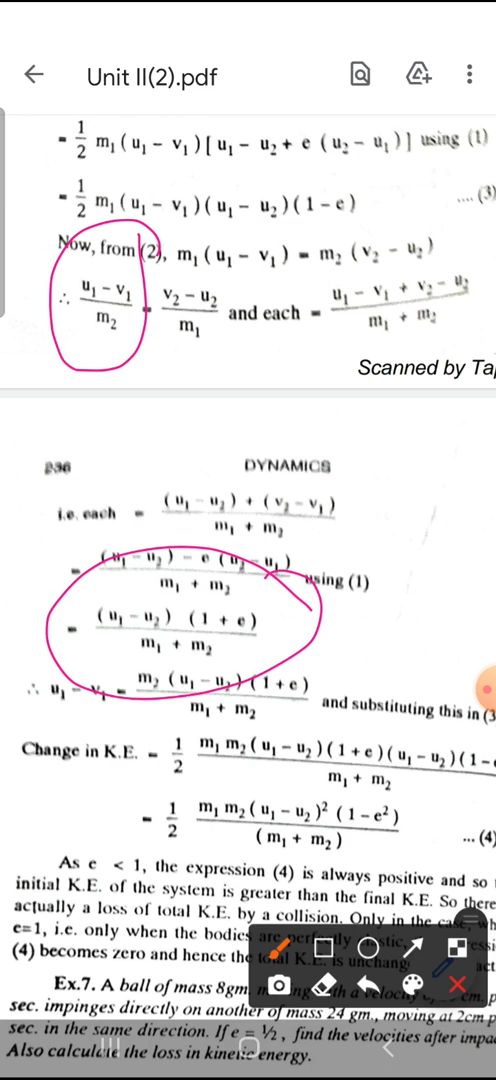 Unit II(2).pdf
= 1/2 m₁ ( u₁ − v₁ ) [ u₁ − u₂ + e ( u₂ − u₁ ) ] using (1)
= 1/2 m₁ ( u₁ − v₁ ) ( u₁ − u₂ ) ( 1 − e ) .... (3)
Now, from (2), m₁ ( u₁ − v₁ ) = m₂ ( v₂ − u₂ )
∴ (u₁ − v₁)/m₂ = (v₂ − u₂)/m₁ and each = (u₁ − v₁ + v₂ − u₂)/(m₁ + m₂)
Scanned by Ta
236 DYNAMICS
i.e. each = ((u₁ − u₂) + (v₂ − v₁))/(m₁ + m₂)
= ((u₁ − u₂) − e (u₂ − u₁))/(m₁ + m₂) using (1)
= ((u₁ − u₂) (1 + e))/(m₁ + m₂)
∴ u₁ − v₁ = (m₂ (u₁ − u₂) (1 + e))/(m₁ + m₂) and substituting this in (3
Change in K.E. = 1/2 (m₁ m₂ (u₁ − u₂) (1 + e) (u₁ − u₂) (1 −)/(m₁ + m₂)
= 1/2 (m₁ m₂ (u₁ − u₂)² (1 − e²))/(m₁ + m₂) ... (4)
As e < 1, the expression (4) is always positive and so
initial K.E. of the system is greater than the final K.E. So there
actually a loss of total K.E. by a collision. Only in the case, wh
e=1, i.e. only when the bodies are perfectly elastic,
(4) becomes zero and hence the total K.E. is unchang
Ex.7. A ball of mass 8gm. with a velocity
sec. impinges directly on another of mass 24 gm., moving at 2cm p
sec. in the same direction. If e = ½, find the velocities after impa
Also calculate the loss in kinetic energy.